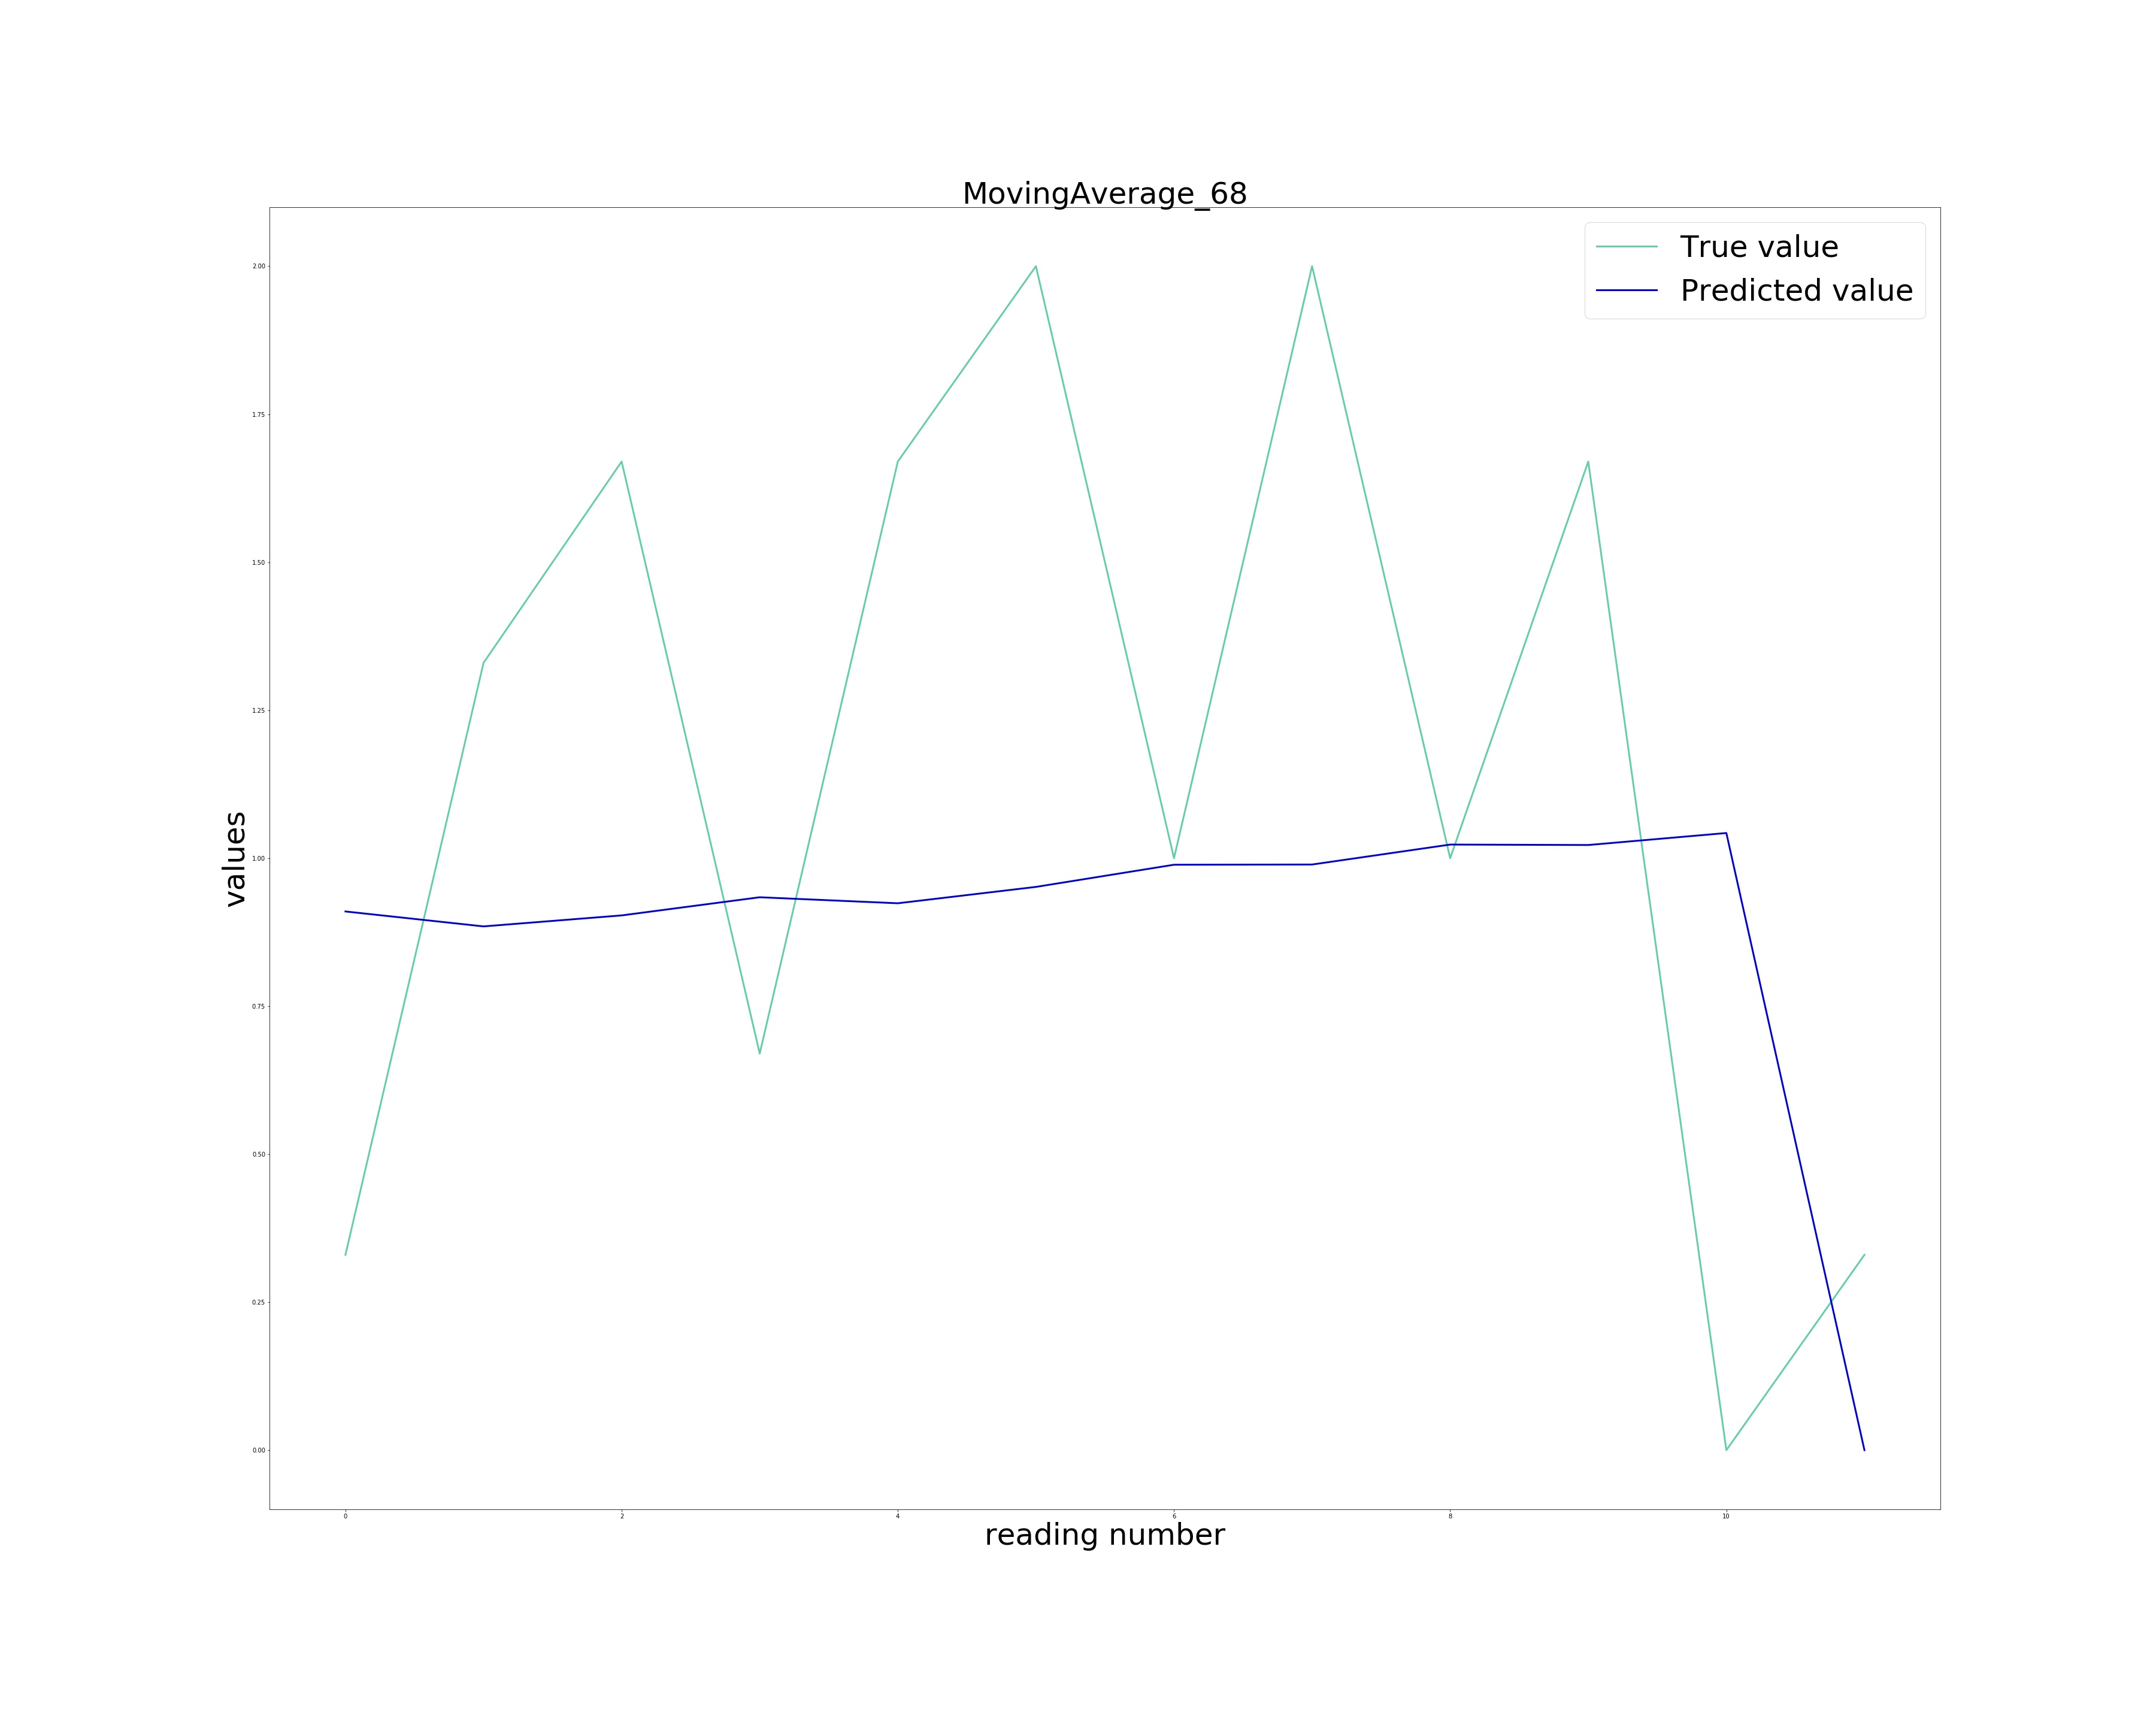 MovingAverage_68
True value
Predicted value
2.00
1.75
1.50
1.25
1.00
0.75
0.50
0.25
0.00
values
0 2 4 6 8 10
reading number